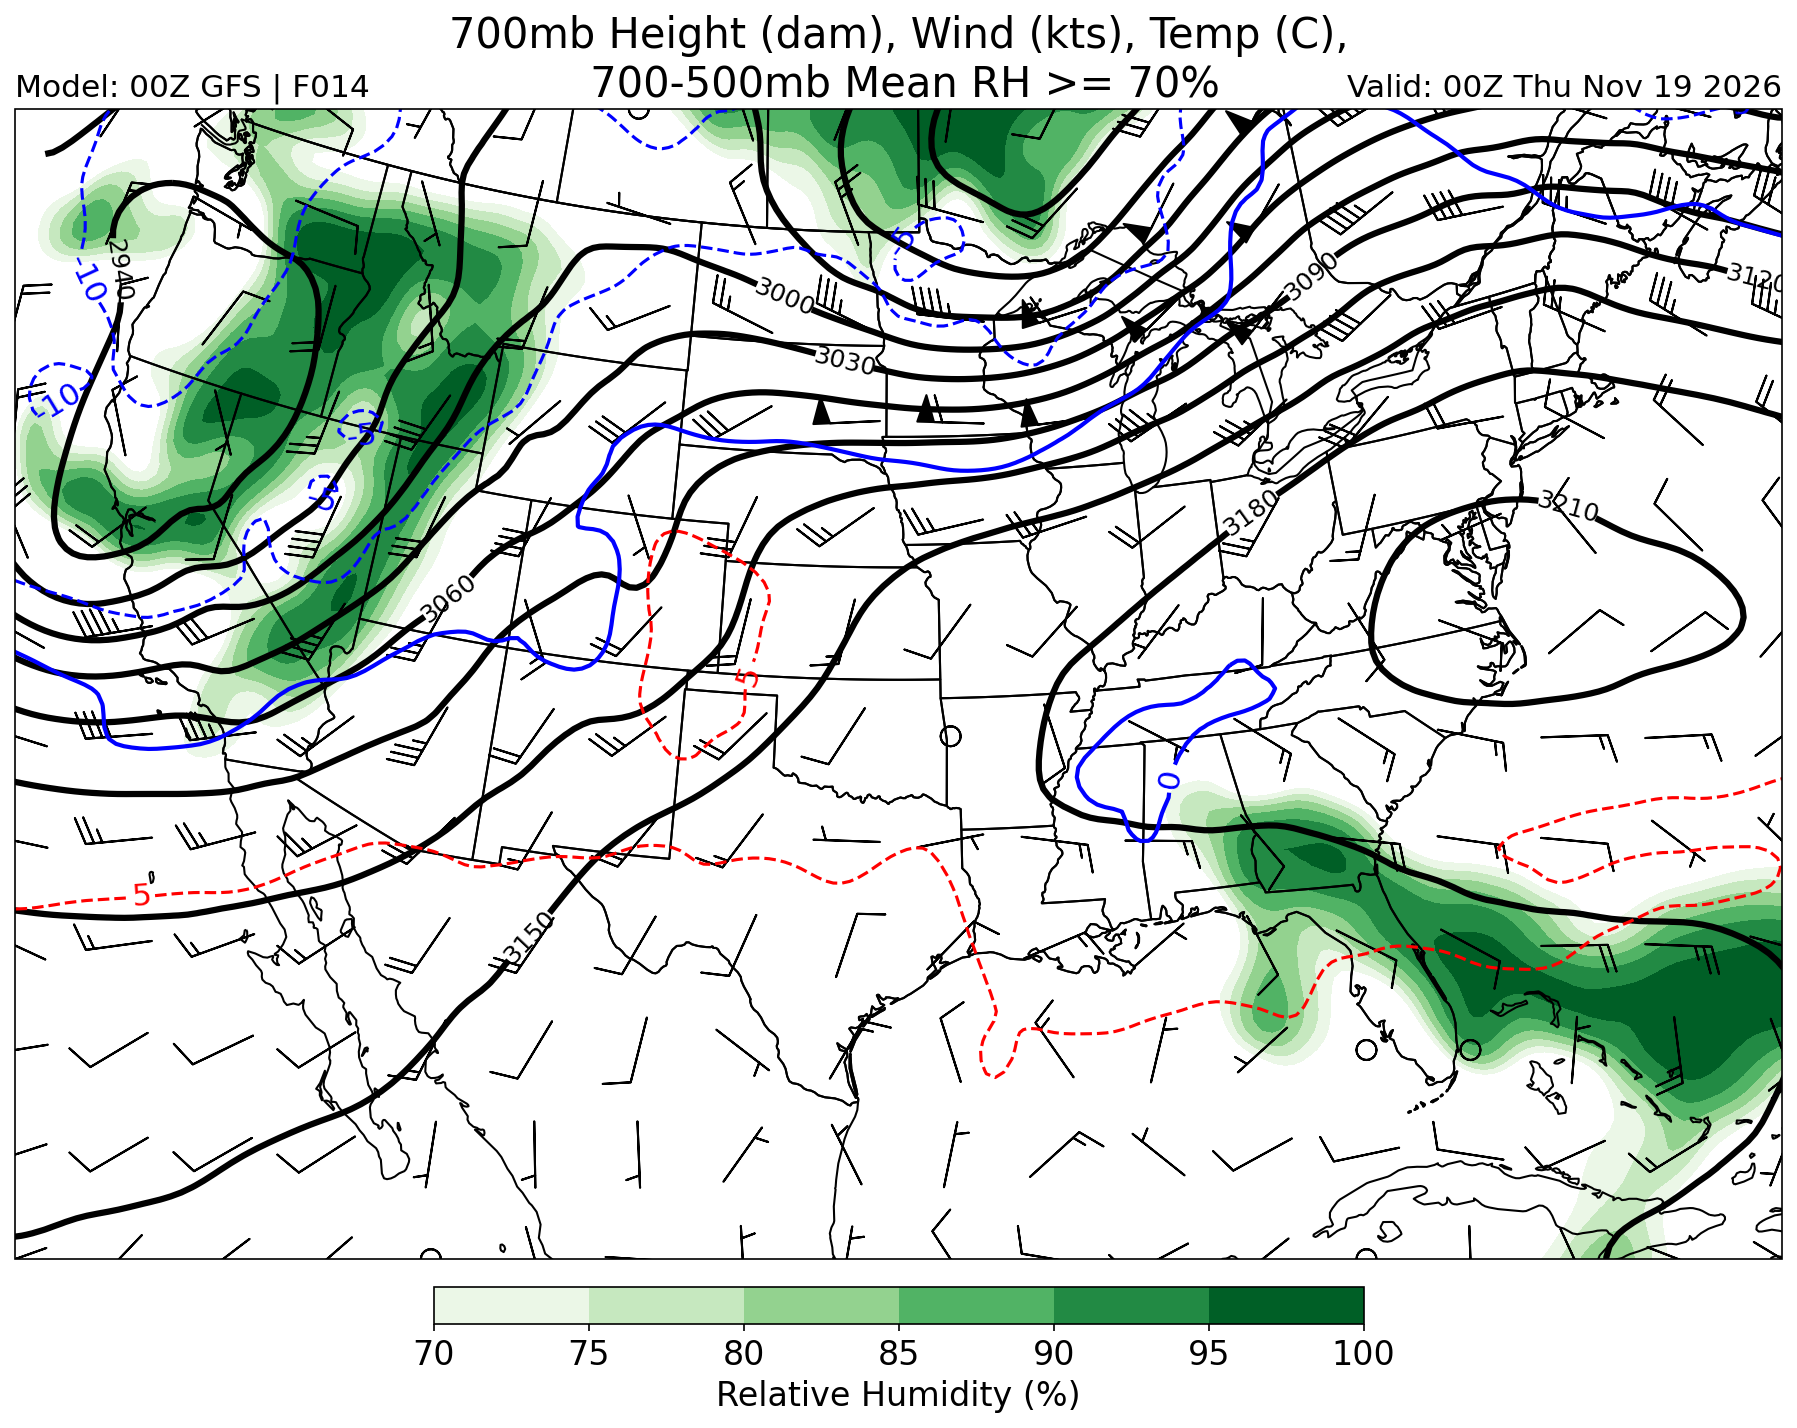 700mb Height (dam), Wind (kts), Temp (C),
Model: 00Z GFS | F014
700-500mb Mean RH >= 70%
Valid: 00Z Thu Nov 19 2026
2940
-10
-5
3000
3090
3120
3030
-10
-5
-5
3180
3210
3060
5
0
5
3150
70 75 80 85 90 95 100
Relative Humidity (%)